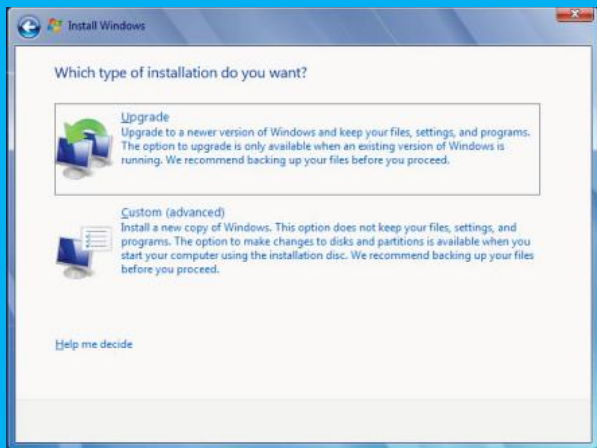 Install Windows
Which type of installation do you want?
Upgrade
Upgrade to a newer version of Windows and keep your files, settings, and programs.
The option to upgrade is only available when an existing version of Windows is
running. We recommend backing up your files before you proceed.
Custom (advanced)
Install a new copy of Windows. This option does not keep your files, settings, and
programs. The option to make changes to disks and partitions is available when you
start your computer using the installation disc. We recommend backing up your files
before you proceed.
Help me decide